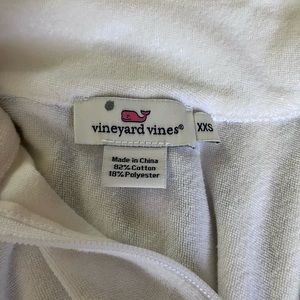 vineyard vines®
XXS
Made in China
82% Cotton
18% Polyester